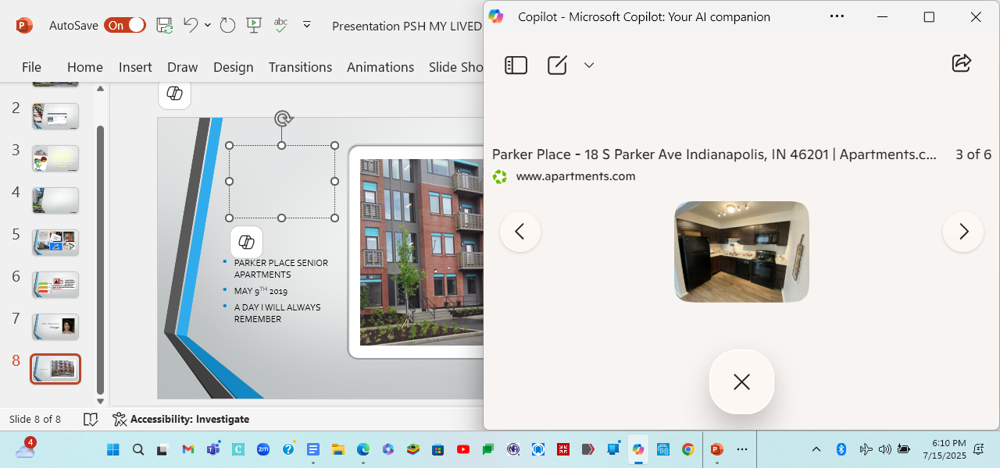 AutoSave On
abc
Presentation PSH MY LIVED
File Home Insert Draw Design Transitions Animations Slide Sho
2
3
4
5
6
7
8
PARKER PLACE SENIOR
APARTMENTS
MAY 9TH 2019
A DAY I WILL ALWAYS
REMEMBER
Slide 8 of 8 Accessibility: Investigate
Copilot - Microsoft Copilot: Your AI companion
Parker Place - 18 S Parker Ave Indianapolis, IN 46201 | Apartments.c... 3 of 6
www.apartments.com
4
zm
6:10 PM
7/15/2025